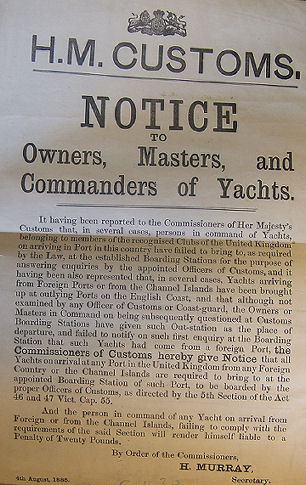 H.M. CUSTOMS.
NOTICE
TO
Owners, Masters, and
Commanders of Yachts.
It having been reported to the Commissioners of Her Majesty's
Customs that, in several cases, persons in command of Yachts,
belonging to members of the recognised Clubs of the United Kingdom
on arriving in Port in this country have failed to bring to, as required
by the Law, at the established Boarding Stations for the purpose of
answering enquiries by the appointed Officers of Customs, and it
having been also represented that, in several cases, Yachts arriving
from Foreign Ports or from the Channel Islands have been brought
up at outlying Ports on the English Coast, and that although not
examined by any Officer of Customs or Coast-guard, the Owners or
Masters in Command on being subsequently questioned at Customs
Boarding Stations have given such Out-station as the place of
departure, and failed to notify on such first enquiry at the Boarding
Station that such Yachts had come from a foreign Port, the
Commissioners of Customs hereby give Notice that all
Yachts on arrival at any Port in the United Kingdom from any Foreign
Country or the Channel Islands are required to bring to at the
appointed Boarding Station of such Port, to be boarded by the
proper Officers of Customs, as directed by the 5th Section of the Act
46 and 47 Vict. Cap. 55.
And the person in command of any Yacht on arrival from
Foreign or from the Channel Islands, failing to comply with the
requirements of the said Section will render himself liable to a
Penalty of Twenty Pounds.
By Order of the Commissioners,
H. MURRAY,
Secretary.
4th August, 1885.